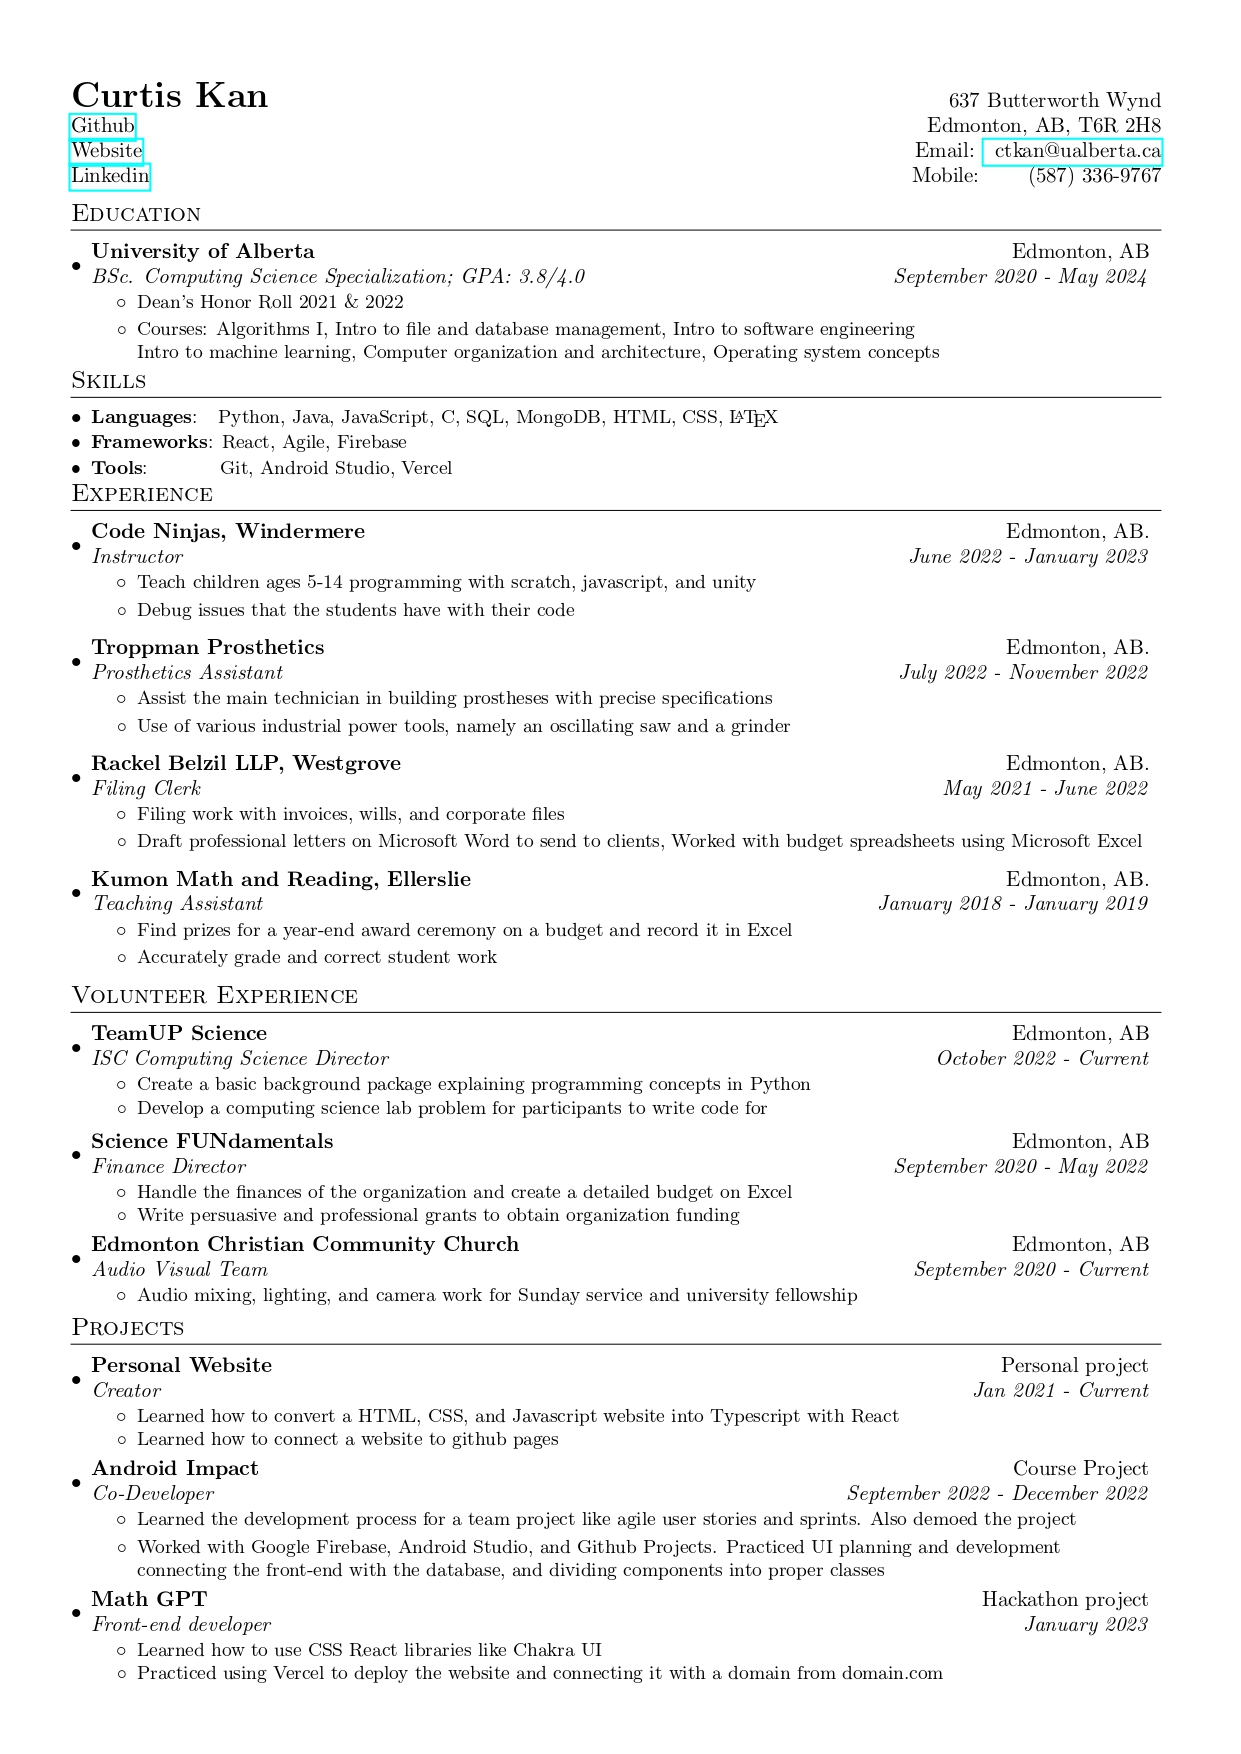 Curtis Kan
637 Butterworth Wynd
Github
Edmonton, AB, T6R 2H8
Website
Email: ctkan@ualberta.ca
Linkedin
Mobile: (587) 336-9767
Education
University of Alberta
Edmonton, AB
BSc. Computing Science Specialization; GPA: 3.8/4.0
September 2020 - May 2024
Dean's Honor Roll 2021 & 2022
Courses: Algorithms I, Intro to file and database management, Intro to software engineering
Intro to machine learning, Computer organization and architecture, Operating system concepts
Skills
• Languages: Python, Java, JavaScript, C, SQL, MongoDB, HTML, CSS, LATEX
• Frameworks: React, Agile, Firebase
• Tools: Git, Android Studio, Vercel
Experience
Code Ninjas, Windermere
Edmonton, AB.
Instructor
June 2022 - January 2023
Teach children ages 5-14 programming with scratch, javascript, and unity
Debug issues that the students have with their code
Troppman Prosthetics
Edmonton, AB.
Prosthetics Assistant
July 2022 - November 2022
Assist the main technician in building prostheses with precise specifications
Use of various industrial power tools, namely an oscillating saw and a grinder
Rackel Belzil LLP, Westgrove
Edmonton, AB.
Filing Clerk
May 2021 - June 2022
Filing work with invoices, wills, and corporate files
Draft professional letters on Microsoft Word to send to clients, Worked with budget spreadsheets using Microsoft Excel
Kumon Math and Reading, Ellerslie
Edmonton, AB.
Teaching Assistant
January 2018 - January 2019
Find prizes for a year-end award ceremony on a budget and record it in Excel
Accurately grade and correct student work
Volunteer Experience
TeamUP Science
Edmonton, AB
ISC Computing Science Director
October 2022 - Current
Create a basic background package explaining programming concepts in Python
Develop a computing science lab problem for participants to write code for
Science FUNdamentals
Edmonton, AB
Finance Director
September 2020 - May 2022
Handle the finances of the organization and create a detailed budget on Excel
Write persuasive and professional grants to obtain organization funding
Edmonton Christian Community Church
Edmonton, AB
Audio Visual Team
September 2020 - Current
Audio mixing, lighting, and camera work for Sunday service and university fellowship
Projects
Personal Website
Personal project
Creator
Jan 2021 - Current
Learned how to convert a HTML, CSS, and Javascript website into Typescript with React
Learned how to connect a website to github pages
Android Impact
Course Project
Co-Developer
September 2022 - December 2022
Learned the development process for a team project like agile user stories and sprints. Also demoed the project
Worked with Google Firebase, Android Studio, and Github Projects. Practiced UI planning and development
connecting the front-end with the database, and dividing components into proper classes
Math GPT
Hackathon project
Front-end developer
January 2023
Learned how to use CSS React libraries like Chakra UI
Practiced using Vercel to deploy the website and connecting it with a domain from domain.com